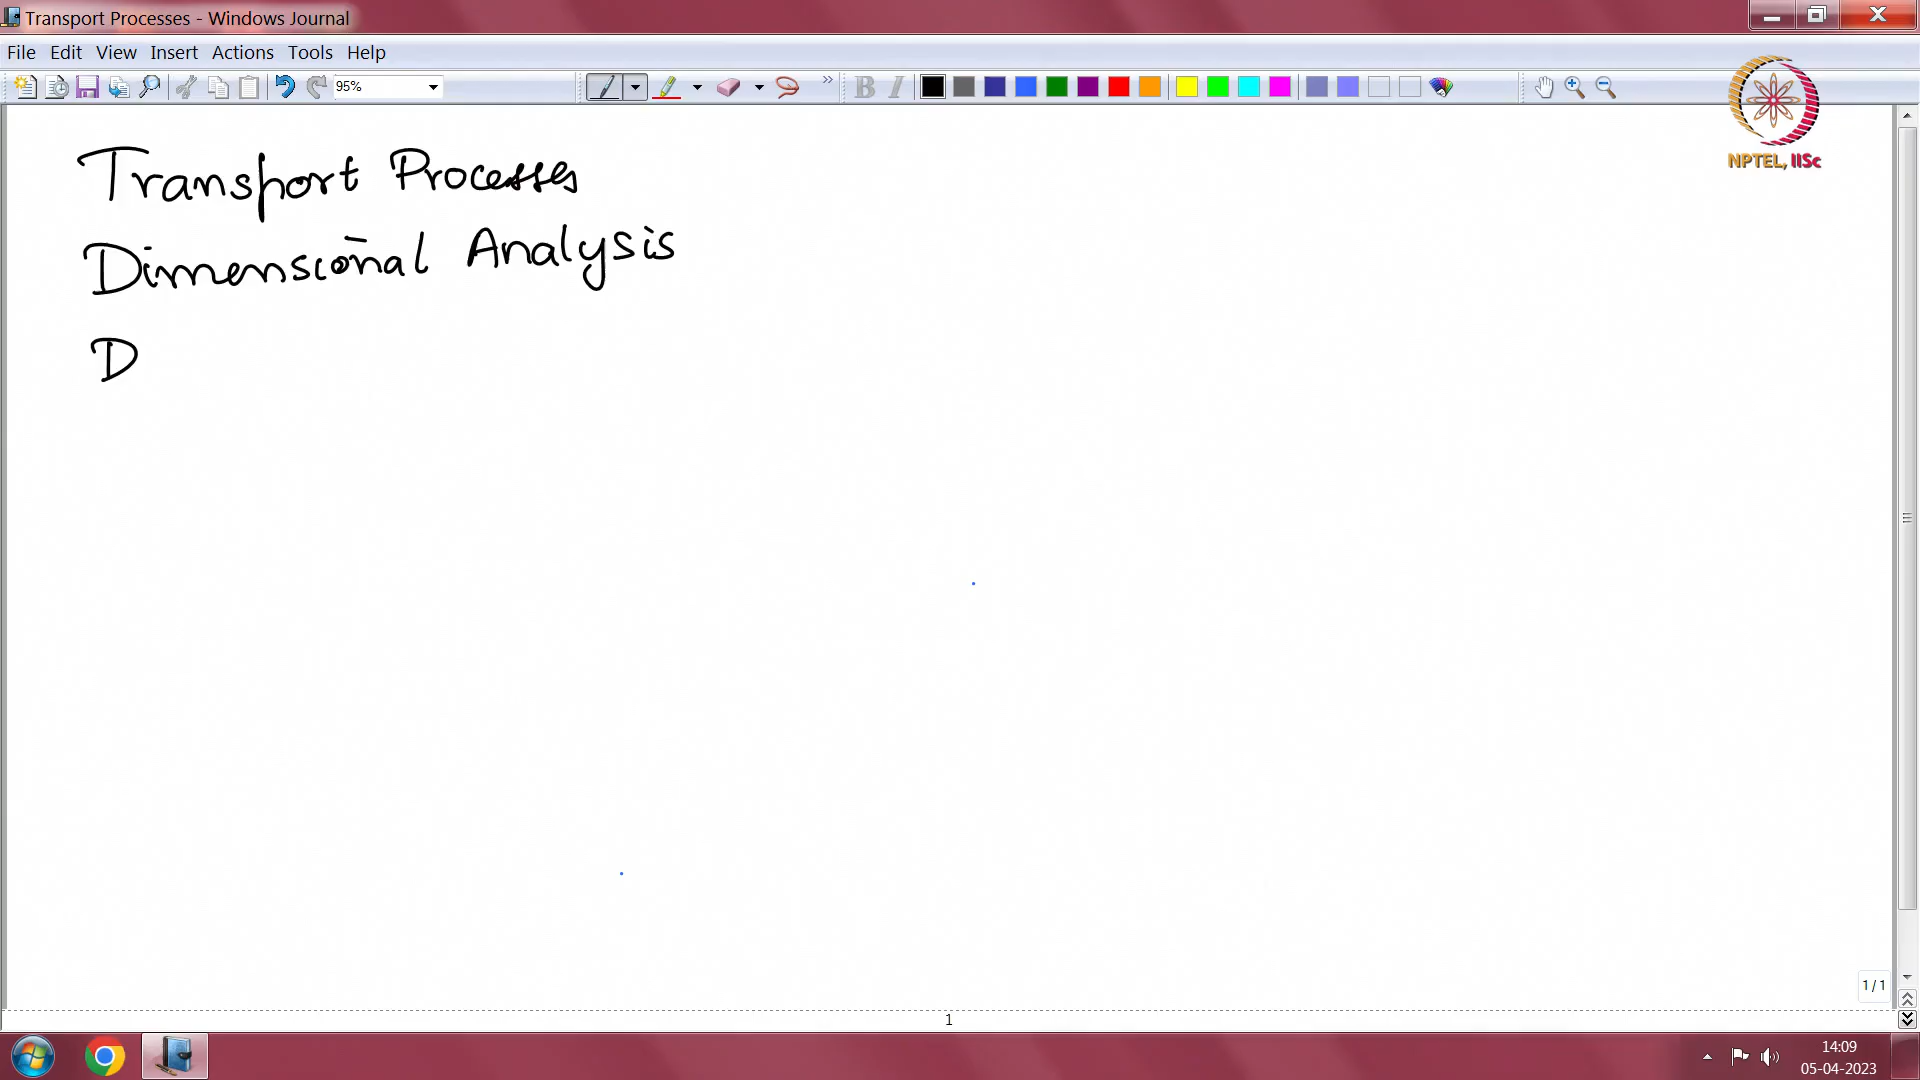 Transport Processes - Windows Journal
File Edit View Insert Actions Tools Help
95%
B I
NPTEL, IISc
Transport Processes
Dimensional Analysis
D
1 / 1
1
14:09
05-04-2023